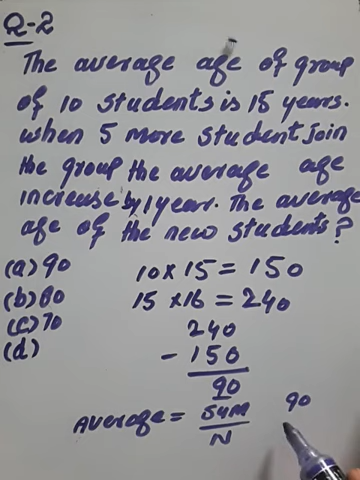 Q-2
The average age of group
of 10 students is 15 years.
when 5 more student join
the group the average age
increase by 1 year. The average
age of the new students?
(a) 90
10 × 15 = 150
(b) 80
15 × 16 = 240
(c) 70
240
(d)
- 150
90
Average = Sum
90
N